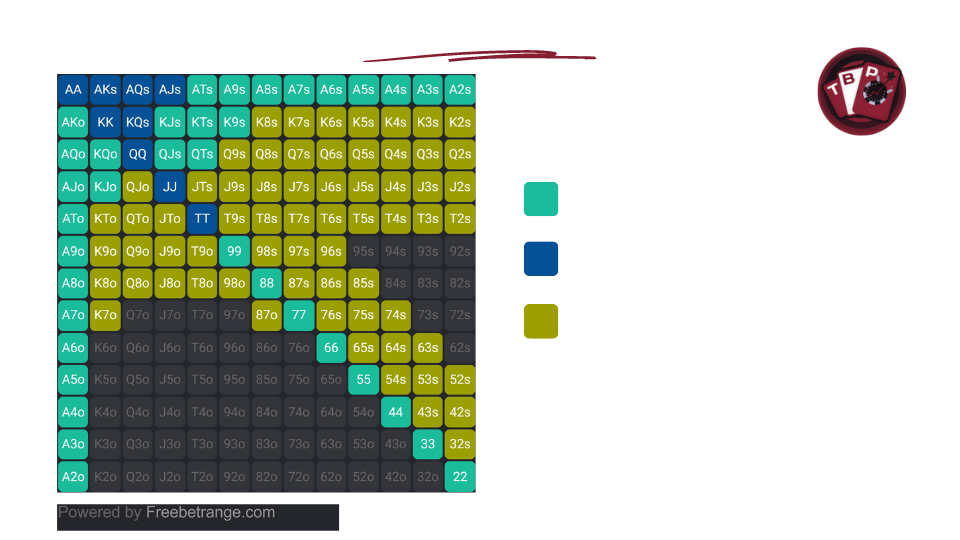 T B P
AA AKs AQs AJs ATs A9s A8s A7s A6s A5s A4s A3s A2s
AKo KK KQs KJs KTs K9s K8s K7s K6s K5s K4s K3s K2s
AQo KQo QQ QJs QTs Q9s Q8s Q7s Q6s Q5s Q4s Q3s Q2s
AJo KJo QJo JJ JTs J9s J8s J7s J6s J5s J4s J3s J2s
ATo KTo QTo JTo TT T9s T8s T7s T6s T5s T4s T3s T2s
A9o K9o Q9o J9o T9o 99 98s 97s 96s 95s 94s 93s 92s
A8o K8o Q8o J8o T8o 98o 88 87s 86s 85s 84s 83s 82s
A7o K7o Q7o J7o T7o 97o 87o 77 76s 75s 74s 73s 72s
A6o K6o Q6o J6o T6o 96o 86o 76o 66 65s 64s 63s 62s
A5o K5o Q5o J5o T5o 95o 85o 75o 65o 55 54s 53s 52s
A4o K4o Q4o J4o T4o 94o 84o 74o 64o 54o 44 43s 42s
A3o K3o Q3o J3o T3o 93o 83o 73o 63o 53o 43o 33 32s
A2o K2o Q2o J2o T2o 92o 82o 72o 62o 52o 42o 32o 22
Powered by Freebetrange.com